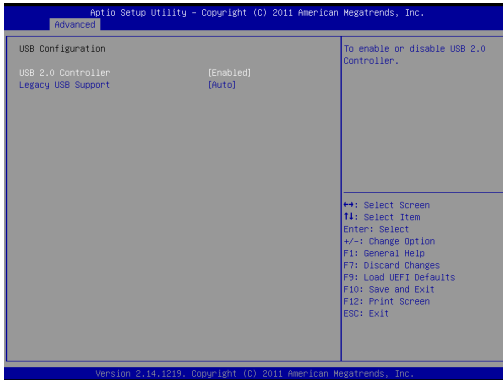 Aptio Setup Utility – Copyright (C) 2011 American Megatrends, Inc.
Advanced
USB Configuration
USB 2.0 Controller [Enabled]
Legacy USB Support [Auto]
To enable or disable USB 2.0
Controller.
↔: Select Screen
↑↓: Select Item
Enter: Select
+/-: Change Option
F1: General Help
F7: Discard Changes
F9: Load UEFI Defaults
F10: Save and Exit
F12: Print Screen
ESC: Exit
Version 2.14.1219. Copyright (C) 2011 American Megatrends, Inc.